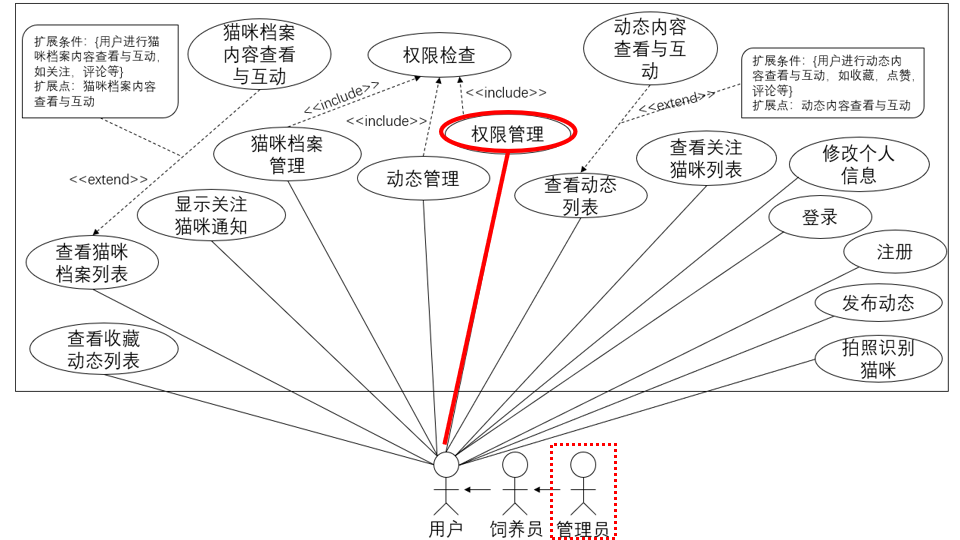 扩展条件：{用户进行猫
咪档案内容查看与互动,
如关注，评论等}
扩展点：猫咪档案内容
查看与互动
猫咪档案
内容查看
与互动
权限检查
动态内容
查看与互
动
扩展条件：{用户进行动态内
容查看与互动，如收藏，点赞,
评论等}
扩展点：动态内容查看与互动
<<include>>
<<include>>
<<include>>
<<extend>>
权限管理
猫咪档案
管理
动态管理
查看关注
猫咪列表
修改个人
信息
<<extend>>
显示关注
猫咪通知
查看动态
列表
登录
查看猫咪
档案列表
注册
发布动态
查看收藏
动态列表
拍照识别
猫咪
用户
饲养员
管理员